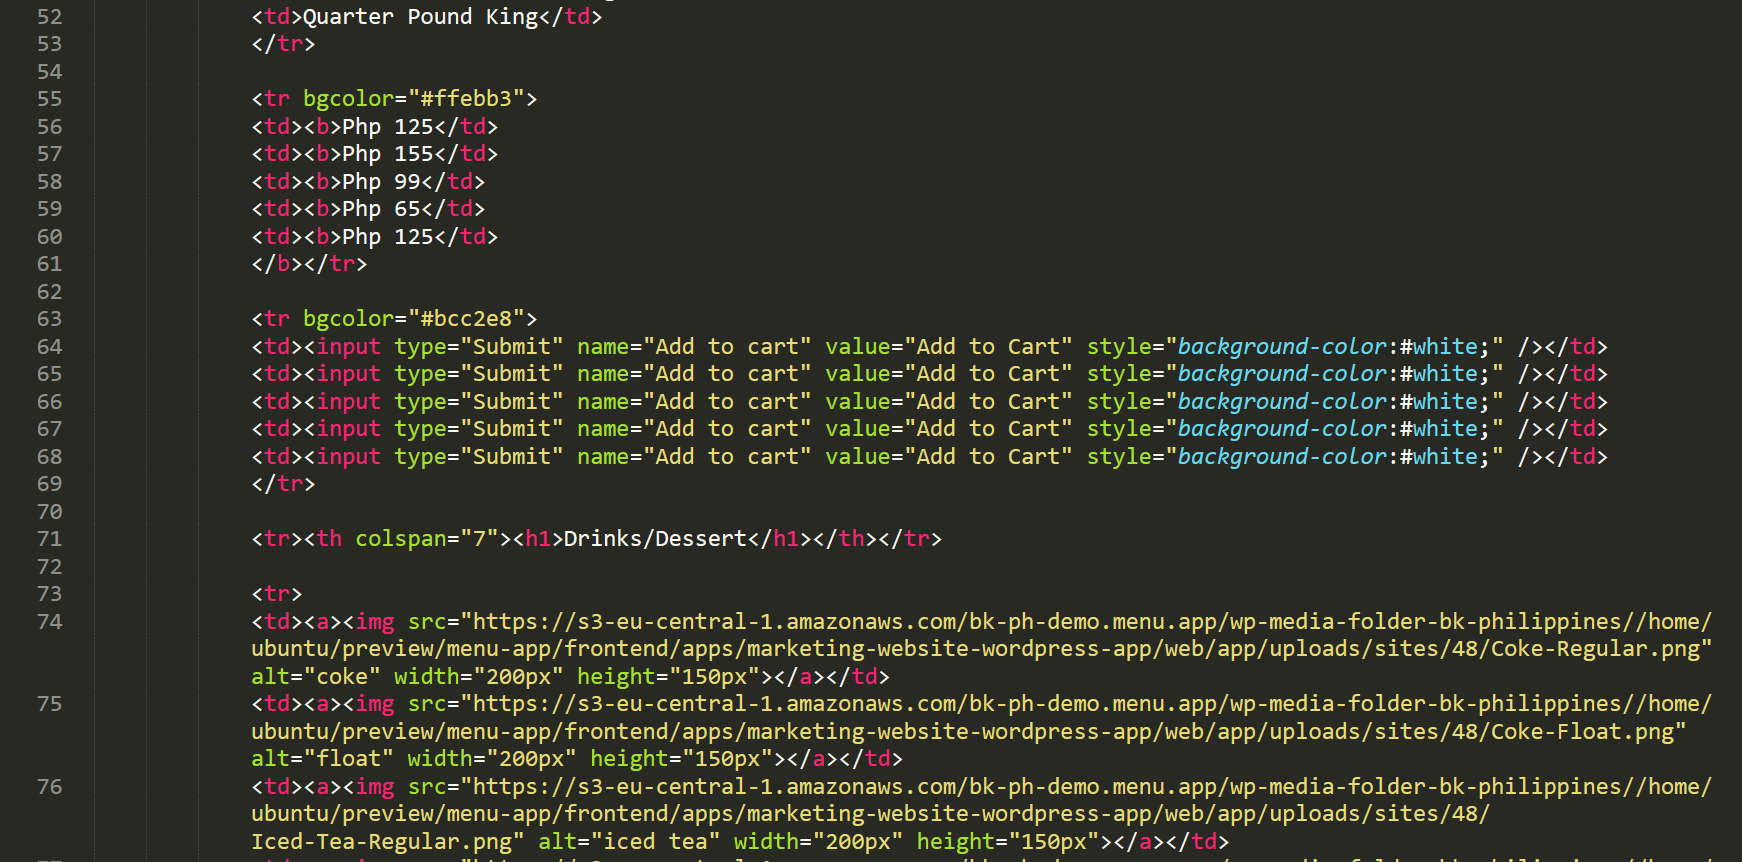 52 <td>Quarter Pound King</td>
53 </tr>
54
55 <tr bgcolor="#ffebb3">
56 <td><b>Php 125</td>
57 <td><b>Php 155</td>
58 <td><b>Php 99</td>
59 <td><b>Php 65</td>
60 <td><b>Php 125</td>
61 </b></tr>
62
63 <tr bgcolor="#bcc2e8">
64 <td><input type="Submit" name="Add to cart" value="Add to Cart" style="background-color:#white;" /></td>
65 <td><input type="Submit" name="Add to cart" value="Add to Cart" style="background-color:#white;" /></td>
66 <td><input type="Submit" name="Add to cart" value="Add to Cart" style="background-color:#white;" /></td>
67 <td><input type="Submit" name="Add to cart" value="Add to Cart" style="background-color:#white;" /></td>
68 <td><input type="Submit" name="Add to cart" value="Add to Cart" style="background-color:#white;" /></td>
69 </tr>
70
71 <tr><th colspan="7"><h1>Drinks/Dessert</h1></th></tr>
72
73 <tr>
74 <td><a><img src="https://s3-eu-central-1.amazonaws.com/bk-ph-demo.menu.app/wp-media-folder-bk-philippines//home/
ubuntu/preview/menu-app/frontend/apps/marketing-website-wordpress-app/web/app/uploads/sites/48/Coke-Regular.png"
alt="coke" width="200px" height="150px"></a></td>
75 <td><a><img src="https://s3-eu-central-1.amazonaws.com/bk-ph-demo.menu.app/wp-media-folder-bk-philippines//home/
ubuntu/preview/menu-app/frontend/apps/marketing-website-wordpress-app/web/app/uploads/sites/48/Coke-Float.png"
alt="float" width="200px" height="150px"></a></td>
76 <td><a><img src="https://s3-eu-central-1.amazonaws.com/bk-ph-demo.menu.app/wp-media-folder-bk-philippines//home/
ubuntu/preview/menu-app/frontend/apps/marketing-website-wordpress-app/web/app/uploads/sites/48/
Iced-Tea-Regular.png" alt="iced tea" width="200px" height="150px"></a></td>